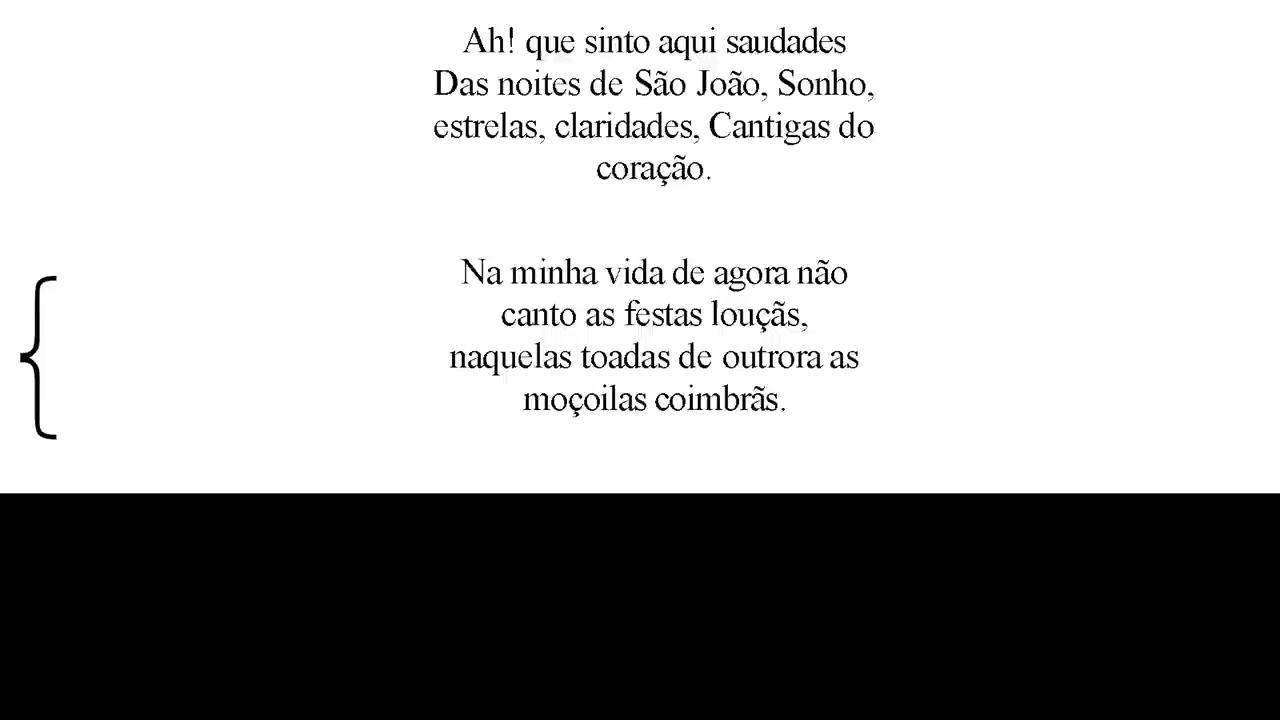 Ah! que sinto aqui saudades
Das noites de São João, Sonho,
estrelas, claridades, Cantigas do
coração.
Na minha vida de agora não
canto as festas louçãs,
naquelas toadas de outrora as
moçoilas coimbrãs.